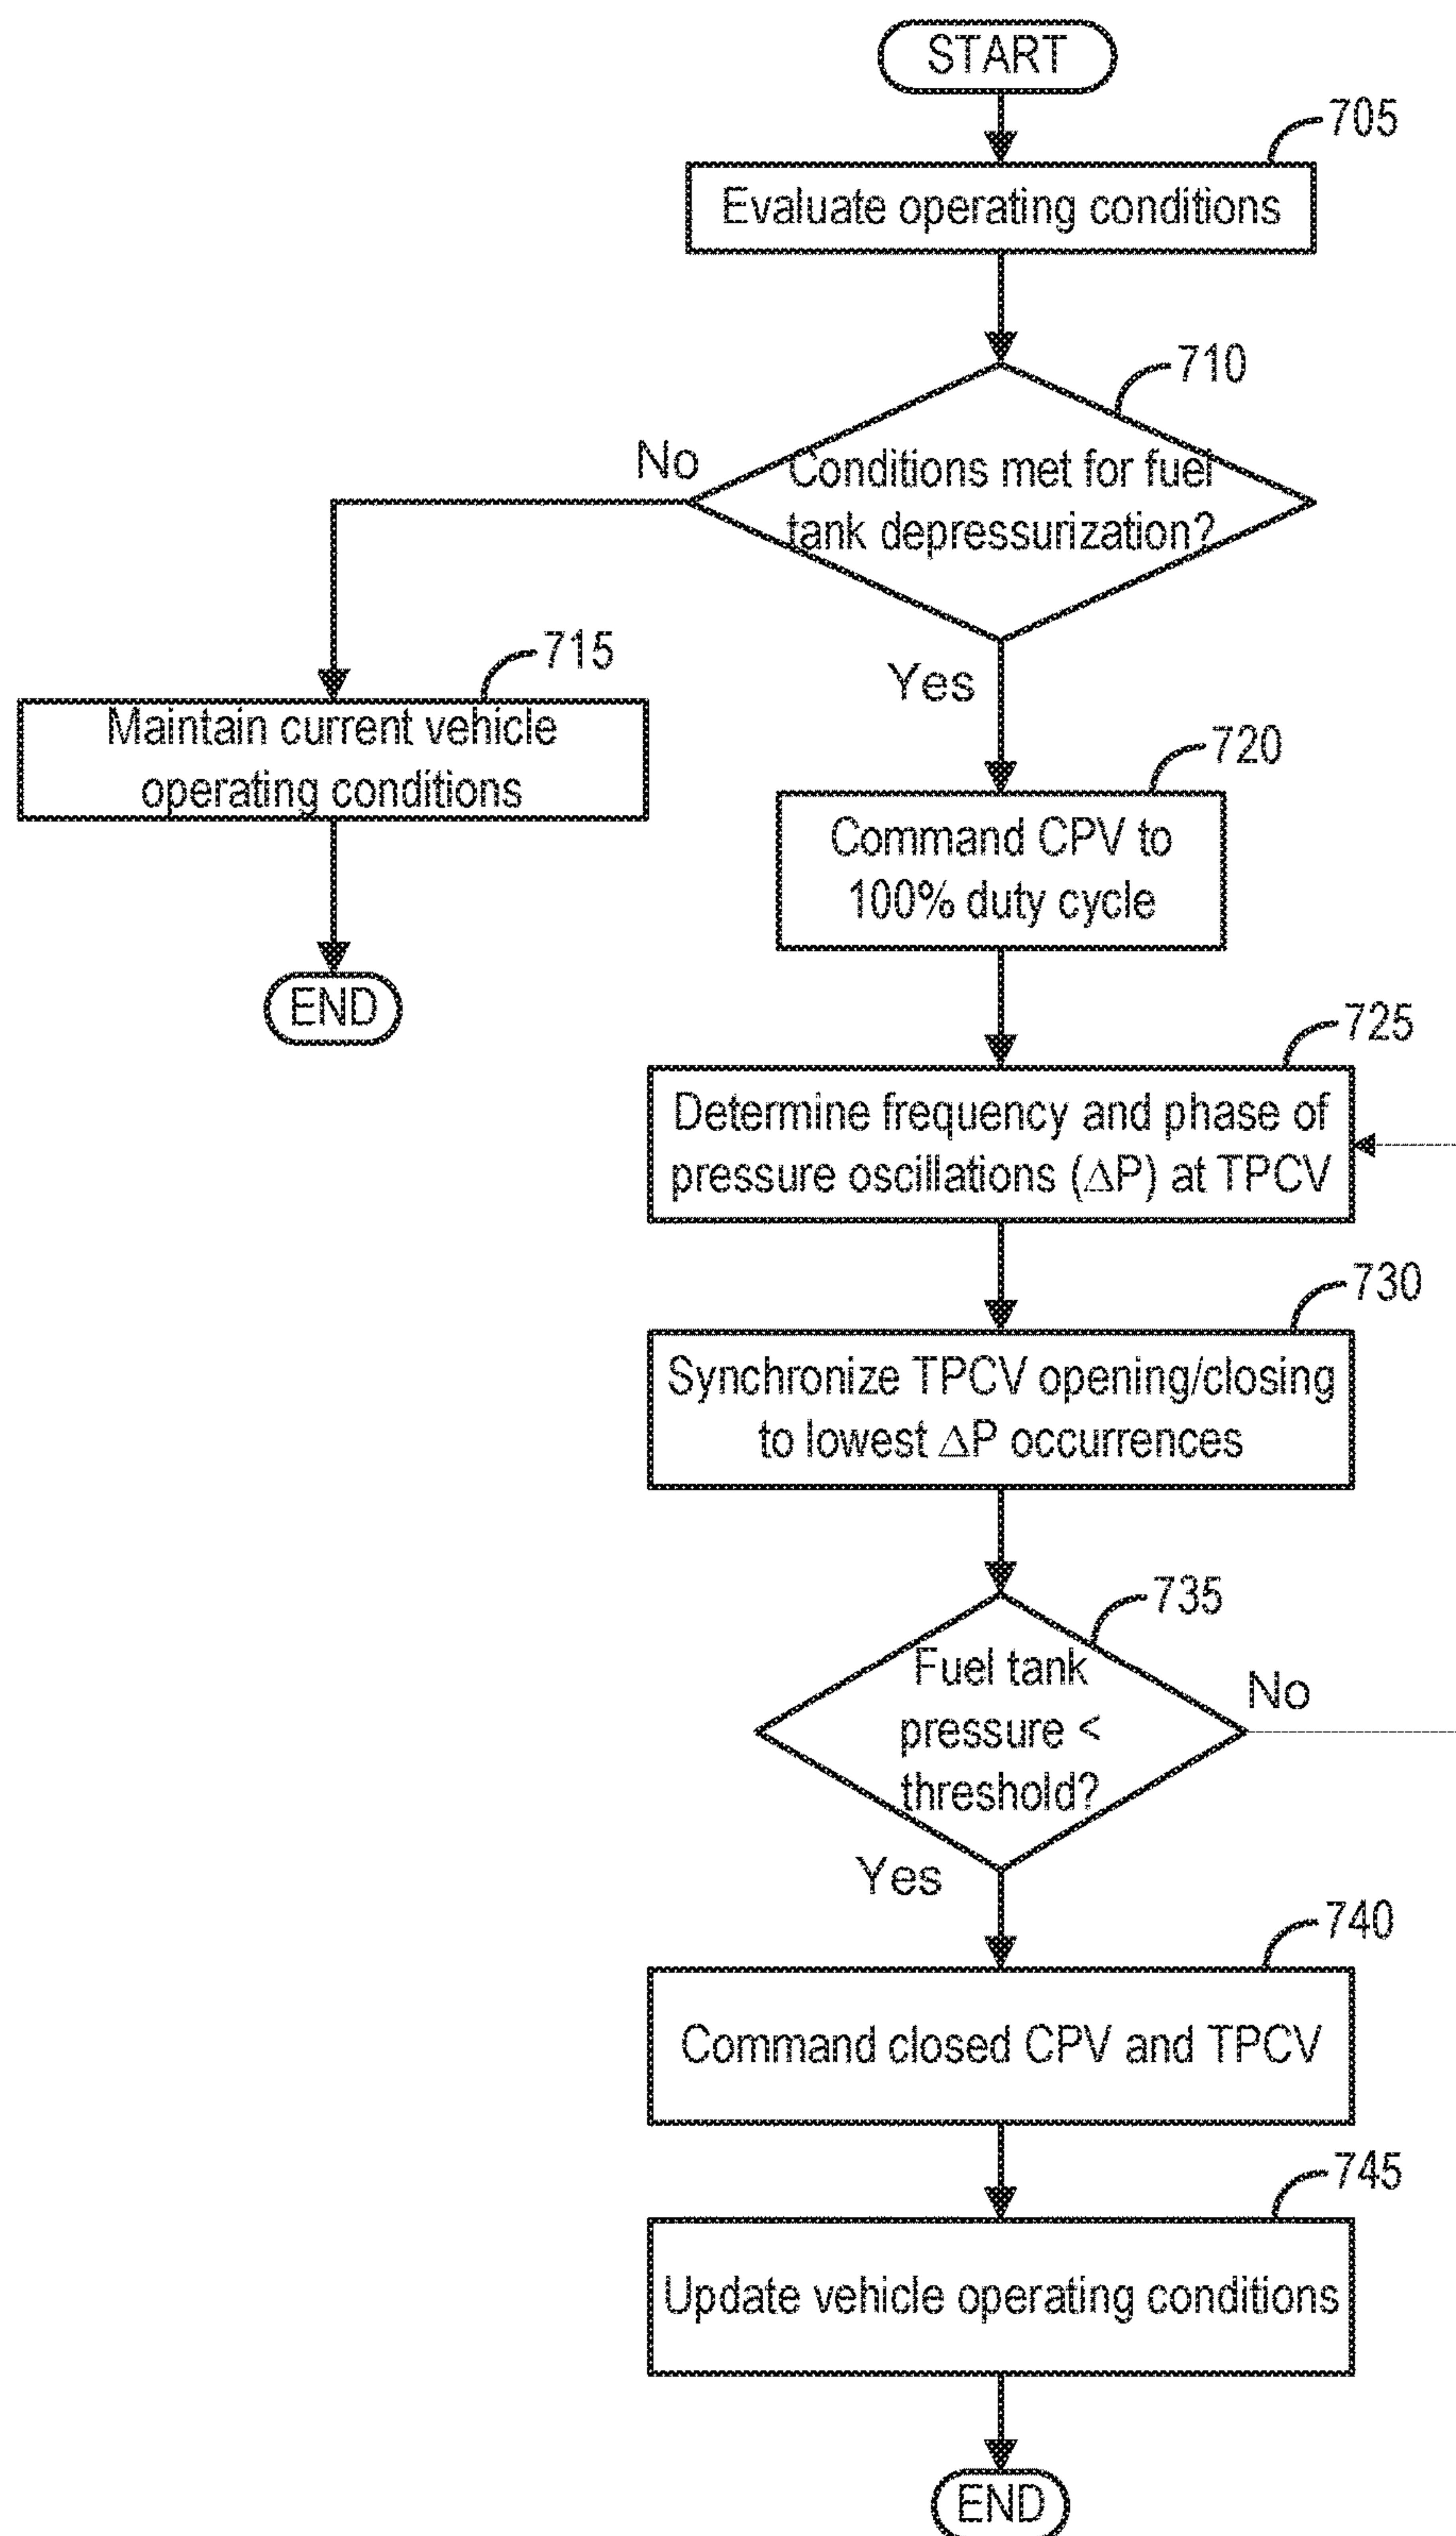 START
705
Evaluate operating conditions
710
Conditions met for fuel
tank depressurization?
No
Yes
715
Maintain current vehicle
operating conditions
END
720
Command CPV to
100% duty cycle
725
Determine frequency and phase of
pressure oscillations (ΔP) at TPCV
730
Synchronize TPCV opening/closing
to lowest ΔP occurrences
735
Fuel tank
pressure <
threshold?
No
Yes
740
Command closed CPV and TPCV
745
Update vehicle operating conditions
END